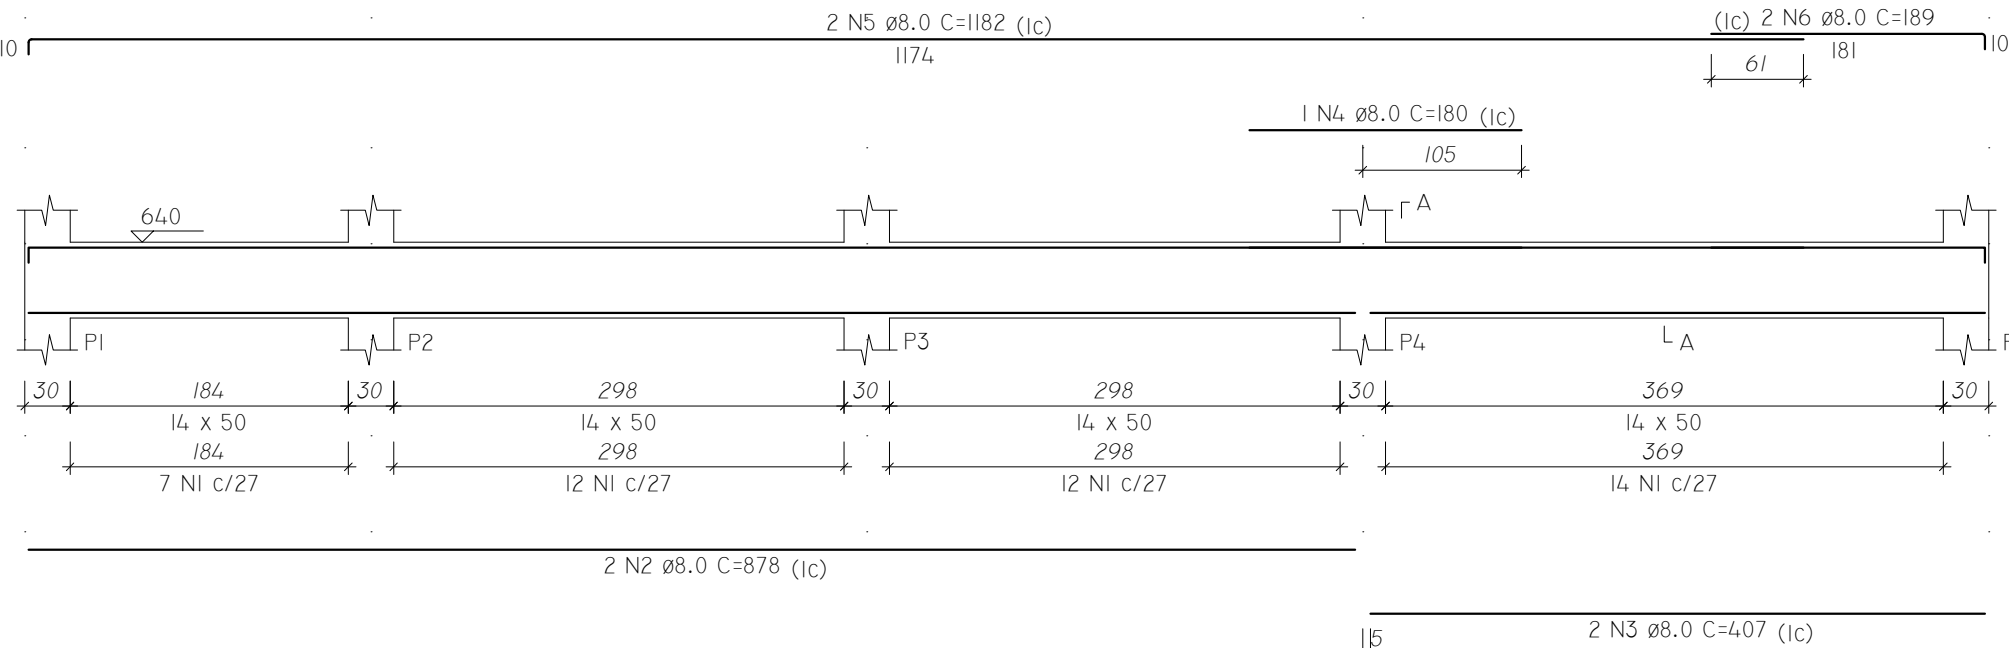 2 N5 ø8.0 C=1182 (1c)
(1c) 2 N6 ø8.0 C=189
10
1174
181
10
61
1 N4 ø8.0 C=180 (1c)
105
A
640
P1
P2
P3
P4
A
30 184 30 298 30 298 30 369 30
14 x 50 14 x 50 14 x 50 14 x 50
184 298 298 369
7 N1 c/27 12 N1 c/27 12 N1 c/27 14 N1 c/27
2 N2 ø8.0 C=878 (1c)
2 N3 ø8.0 C=407 (1c)
5